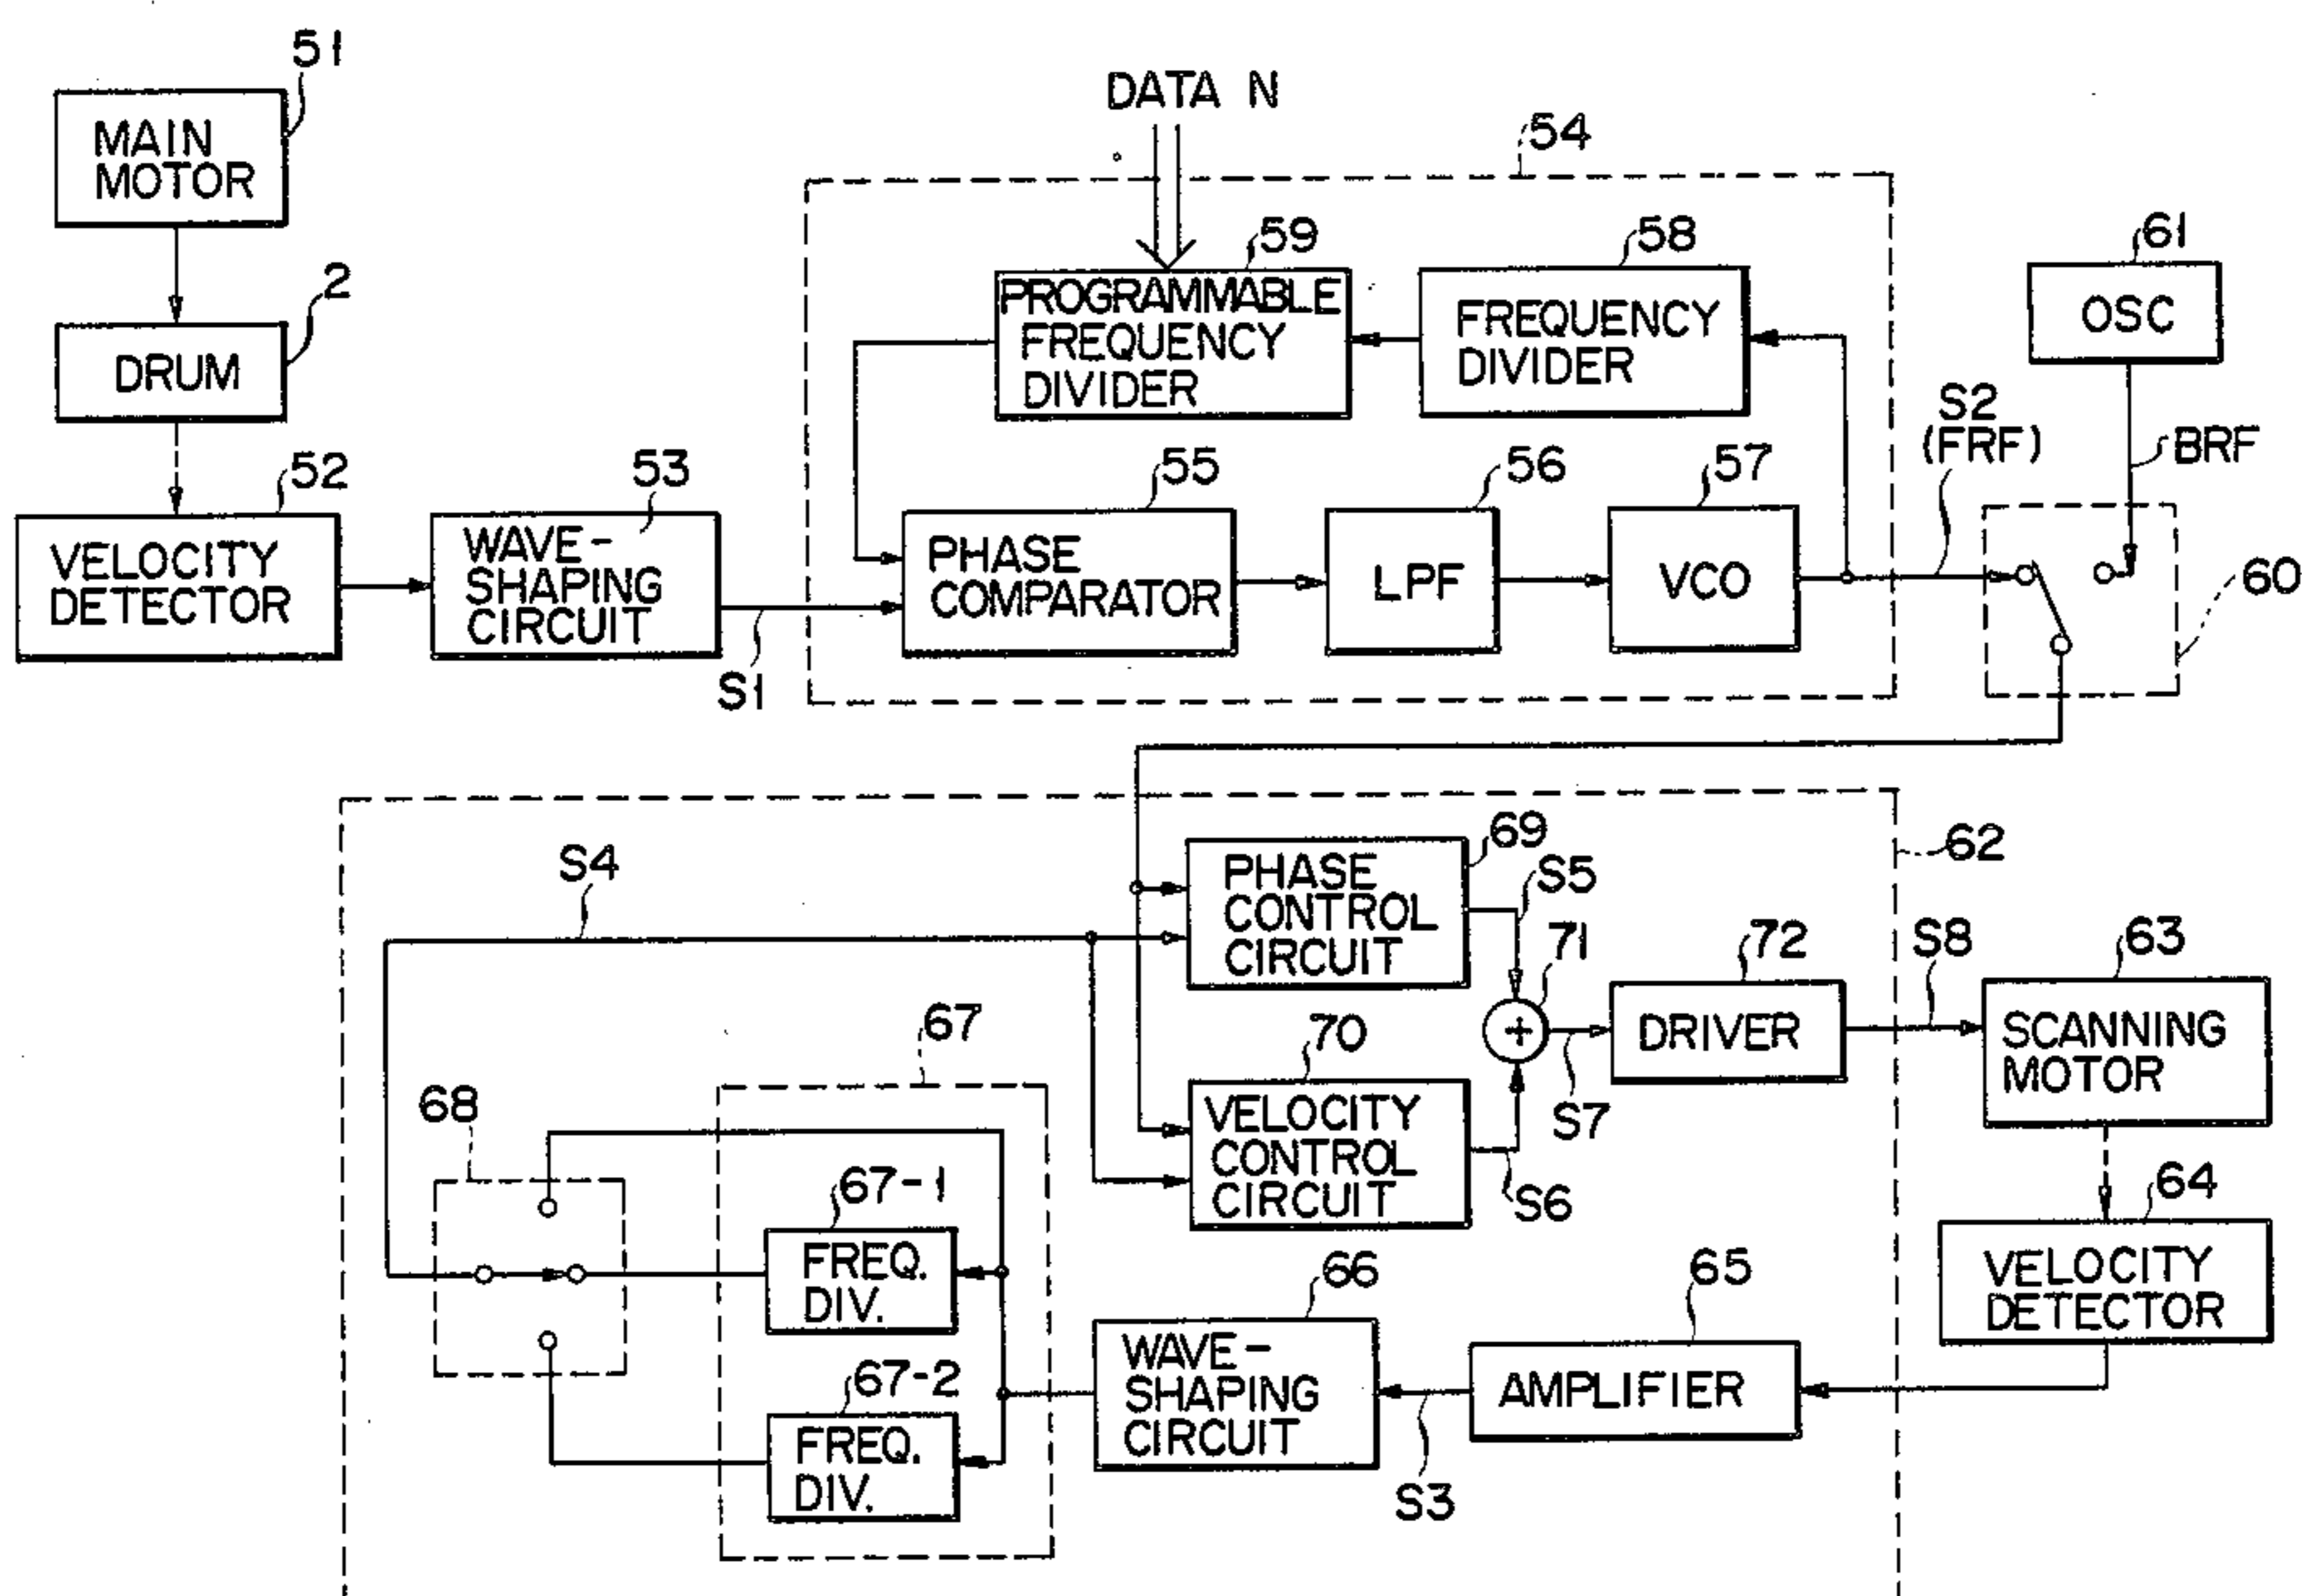 51
MAIN
MOTOR
2
DRUM
52
VELOCITY
DETECTOR
53
WAVE-
SHAPING
CIRCUIT
S1
DATA N
54
59
PROGRAMMABLE
FREQUENCY
DIVIDER
58
FREQUENCY
DIVIDER
55
PHASE
COMPARATOR
56
LPF
57
VCO
61
OSC
S2
(FRF)
BRF
60
62
S4
69
PHASE
CONTROL
CIRCUIT
S5
71
+
72
DRIVER
S8
63
SCANNING
MOTOR
70
VELOCITY
CONTROL
CIRCUIT
S6
S7
67
68
67-1
FREQ.
DIV.
67-2
FREQ.
DIV.
66
WAVE-
SHAPING
CIRCUIT
S3
65
AMPLIFIER
64
VELOCITY
DETECTOR